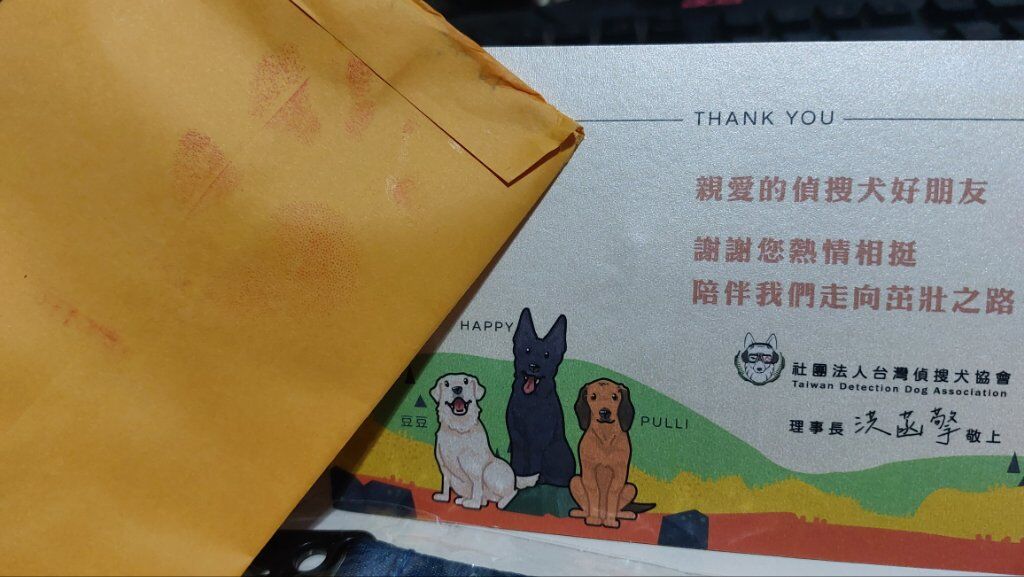 THANK YOU
親愛的偵搜犬好朋友
謝謝您熱情相挺
陪伴我們走向茁壯之路
HAPPY
豆豆
PULLI
社團法人台灣偵搜犬協會
Taiwan Detection Dog Association
理事長 洪菡擎 敬上